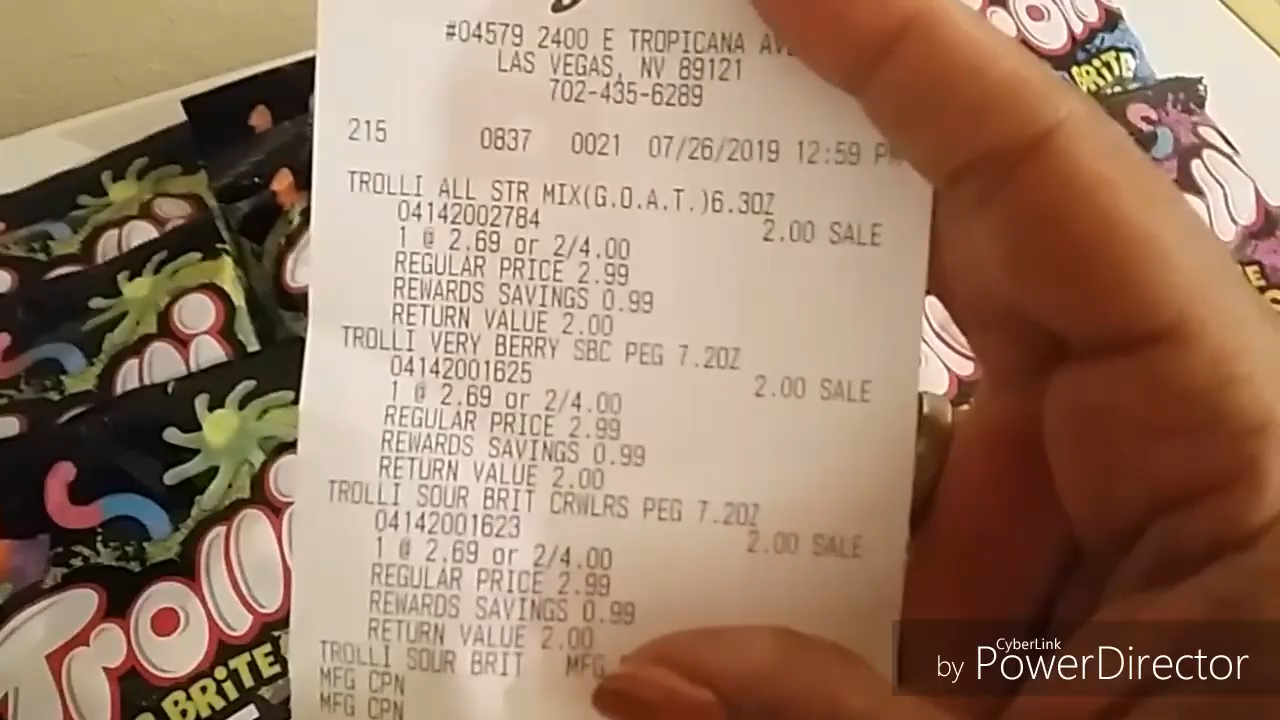 #04579 2400 E TROPICANA AV
LAS VEGAS, NV 89121
702-435-6289
215 0837 0021 07/26/2019 12:59 P
TROLLI ALL STR MIX(G.O.A.T.)6.3OZ
04142002784 2.00 SALE
1 @ 2.69 or 2/4.00
REGULAR PRICE 2.99
REWARDS SAVINGS 0.99
RETURN VALUE 2.00
TROLLI VERY BERRY SBC PEG 7.2OZ
04142001625 2.00 SALE
1 @ 2.69 or 2/4.00
REGULAR PRICE 2.99
REWARDS SAVINGS 0.99
RETURN VALUE 2.00
TROLLI SOUR BRIT CRWLRS PEG 7.2OZ
04142001623 2.00 SALE
1 @ 2.69 or 2/4.00
REGULAR PRICE 2.99
REWARDS SAVINGS 0.99
RETURN VALUE 2.00
TROLLI SOUR BRIT MFG
MFG CPN
MFG CPN
Trolli
BRITE
BRITE
CyberLink
by PowerDirector